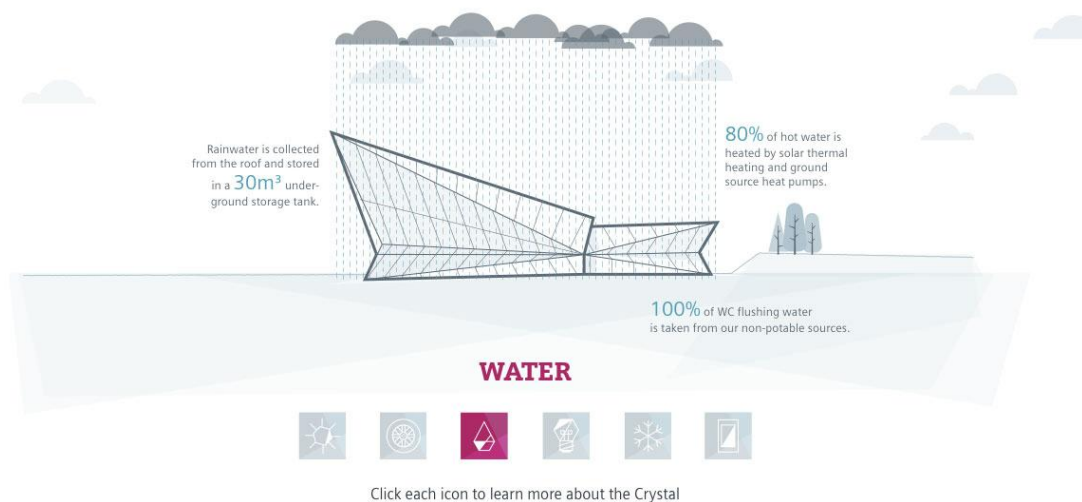 Rainwater is collected
from the roof and stored
in a 30m³ under-
ground storage tank.
80% of hot water is
heated by solar thermal
heating and ground
source heat pumps.
100% of WC flushing water
is taken from our non-potable sources.
WATER
Click each icon to learn more about the Crystal